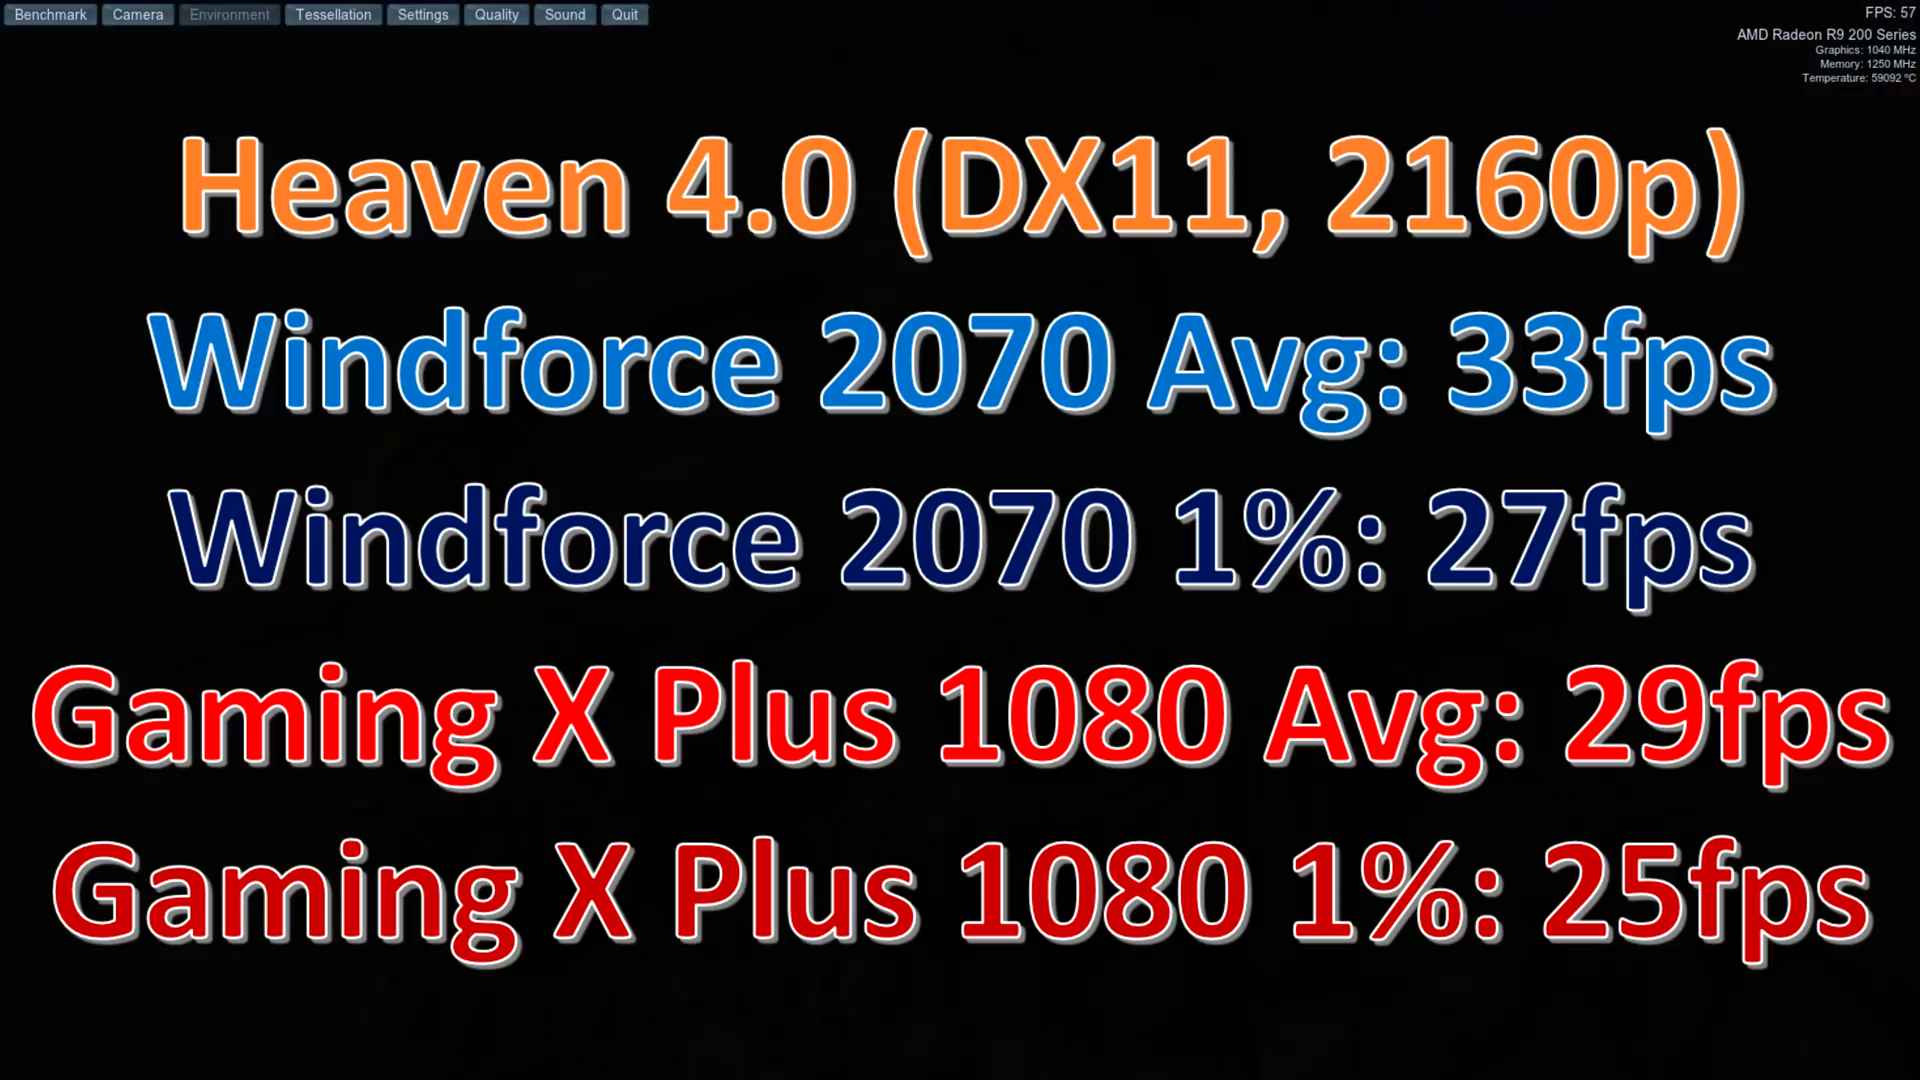 Benchmark Camera Environment Tessellation Settings Quality Sound Quit
FPS: 57
AMD Radeon R9 200 Series
Graphics: 1040 MHz
Memory: 1250 MHz
Temperature: 59092 °C
Heaven 4.0 (DX11, 2160p)
Windforce 2070 Avg: 33fps
Windforce 2070 1%: 27fps
Gaming X Plus 1080 Avg: 29fps
Gaming X Plus 1080 1%: 25fps